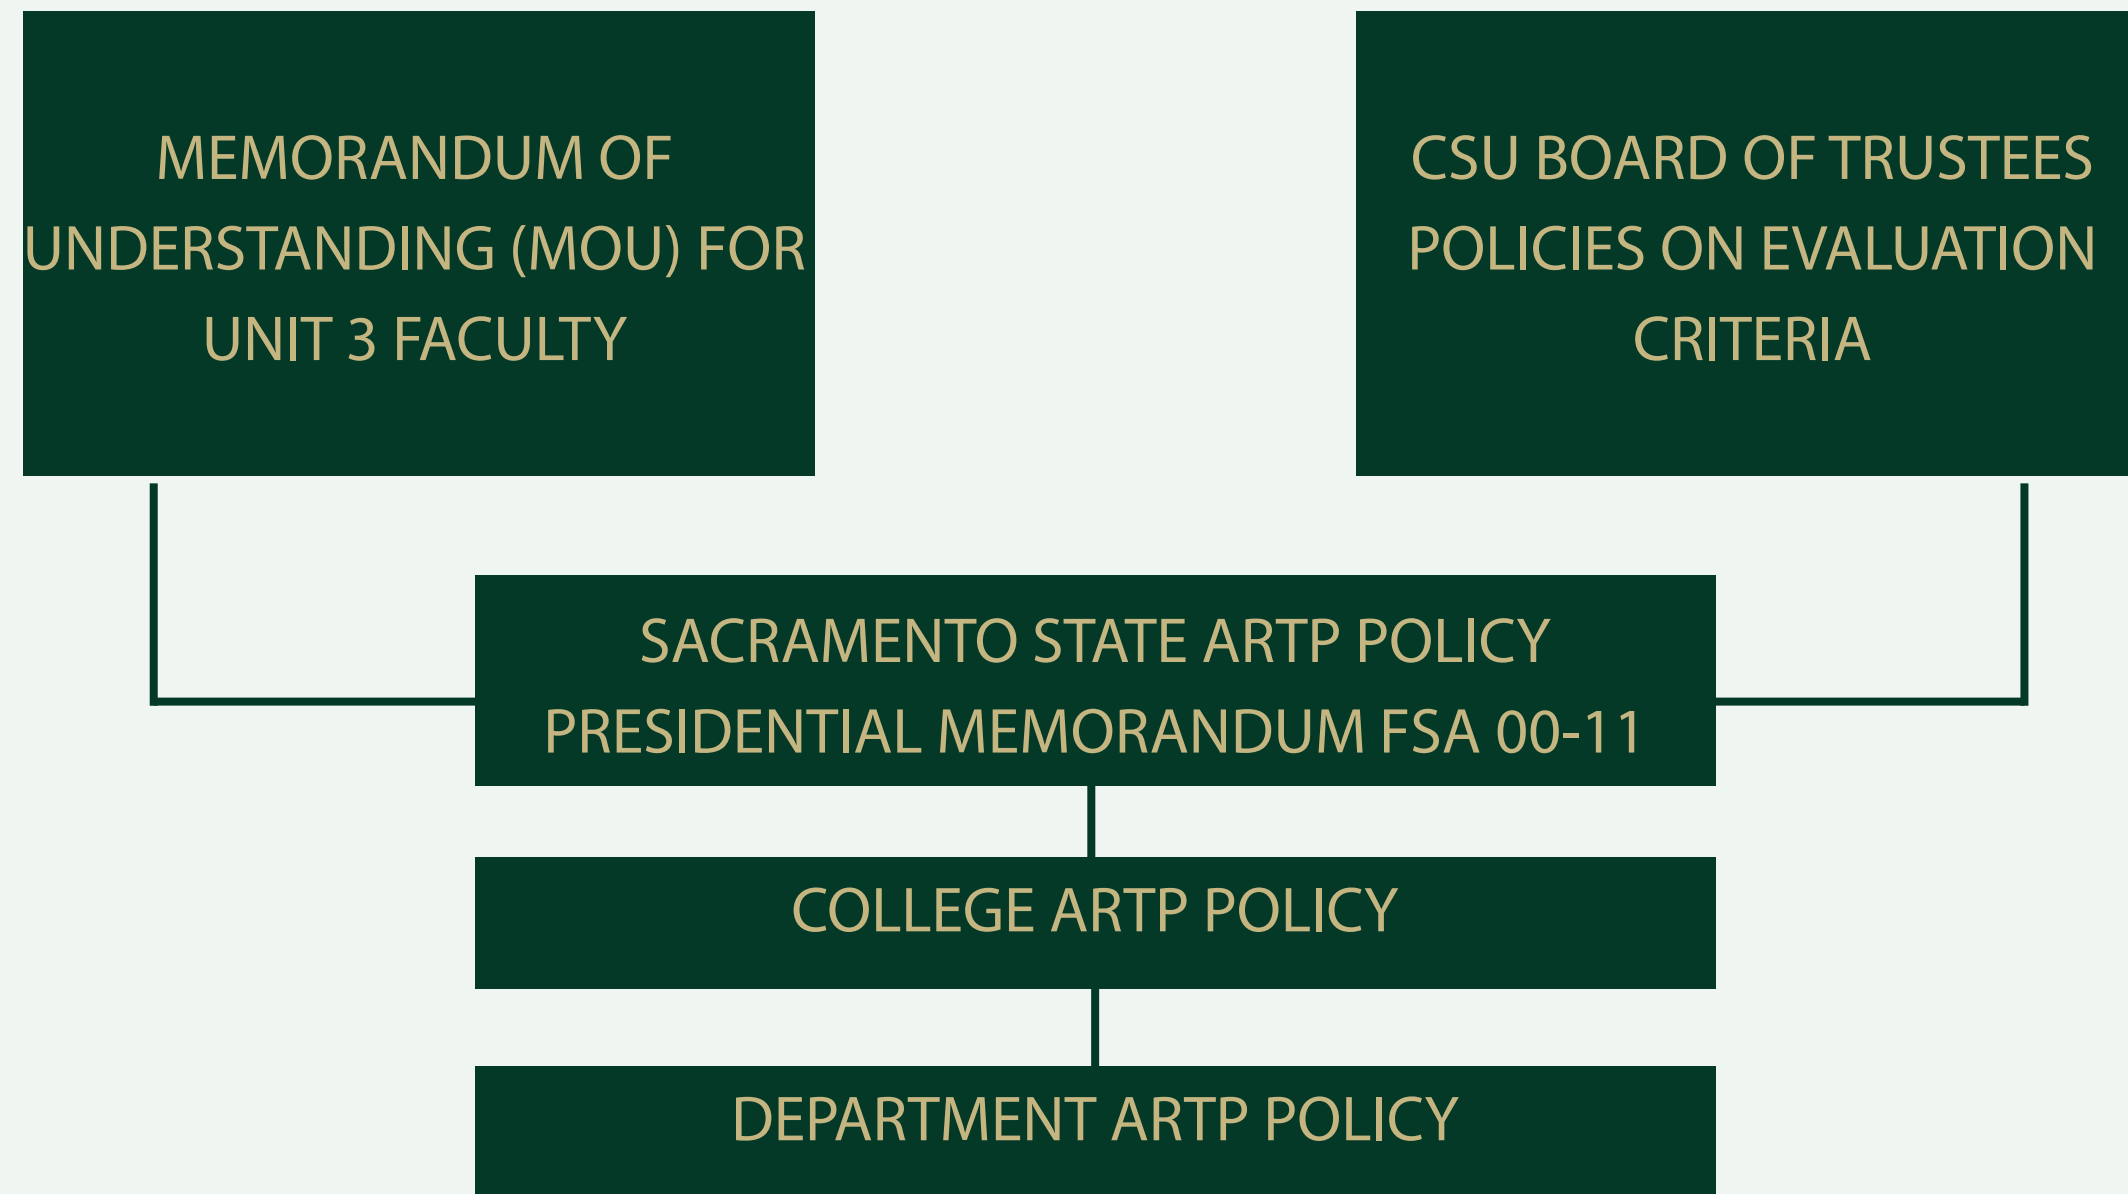 MEMORANDUM OF
UNDERSTANDING (MOU) FOR
UNIT 3 FACULTY
CSU BOARD OF TRUSTEES
POLICIES ON EVALUATION
CRITERIA
SACRAMENTO STATE ARTP POLICY
PRESIDENTIAL MEMORANDUM FSA 00-11
COLLEGE ARTP POLICY
DEPARTMENT ARTP POLICY